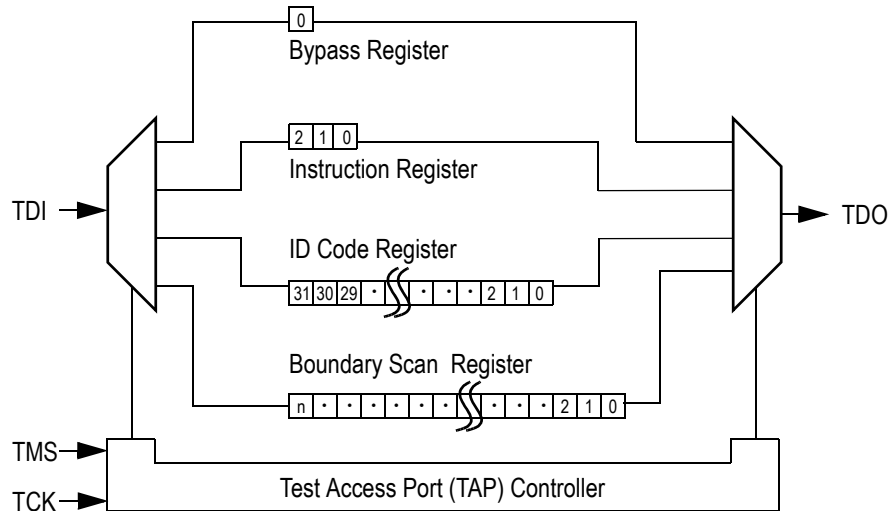 0
Bypass Register
2 1 0
Instruction Register
TDI
TDO
ID Code Register
31 30 29 · · · · 2 1 0
Boundary Scan Register
n · · · · · · · · · 2 1 0
TMS
Test Access Port (TAP) Controller
TCK